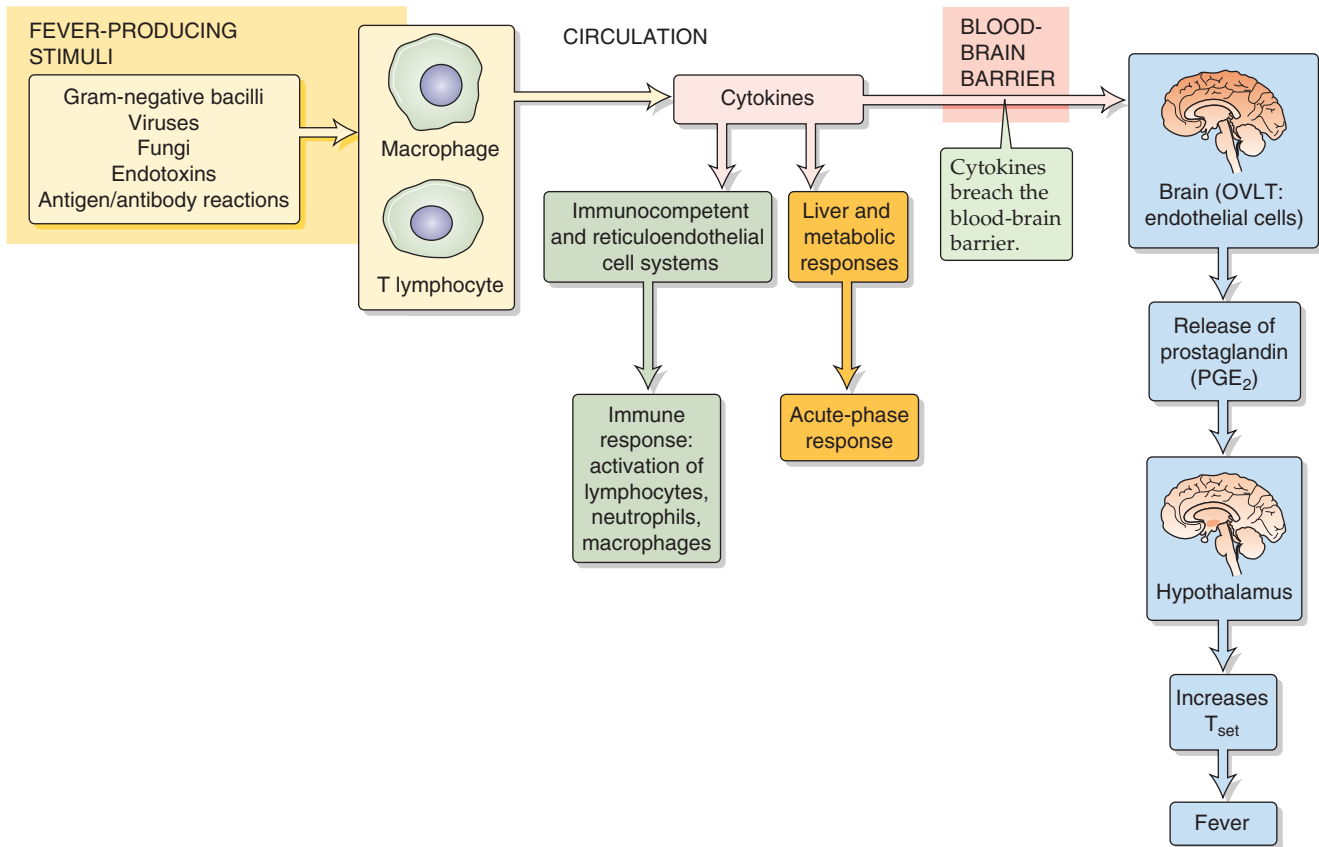 FEVER-PRODUCING
STIMULI
Gram-negative bacilli
Viruses
Fungi
Endotoxins
Antigen/antibody reactions
Macrophage
T lymphocyte
CIRCULATION
Cytokines
Immunocompetent
and reticuloendothelial
cell systems
Immune
response:
activation of
lymphocytes,
neutrophils,
macrophages
Liver and
metabolic
responses
Acute-phase
response
BLOOD-
BRAIN
BARRIER
Cytokines
breach the
blood-brain
barrier.
Brain (OVLT:
endothelial cells)
Release of
prostaglandin
(PGE₂)
Hypothalamus
Increases
Tset
Fever